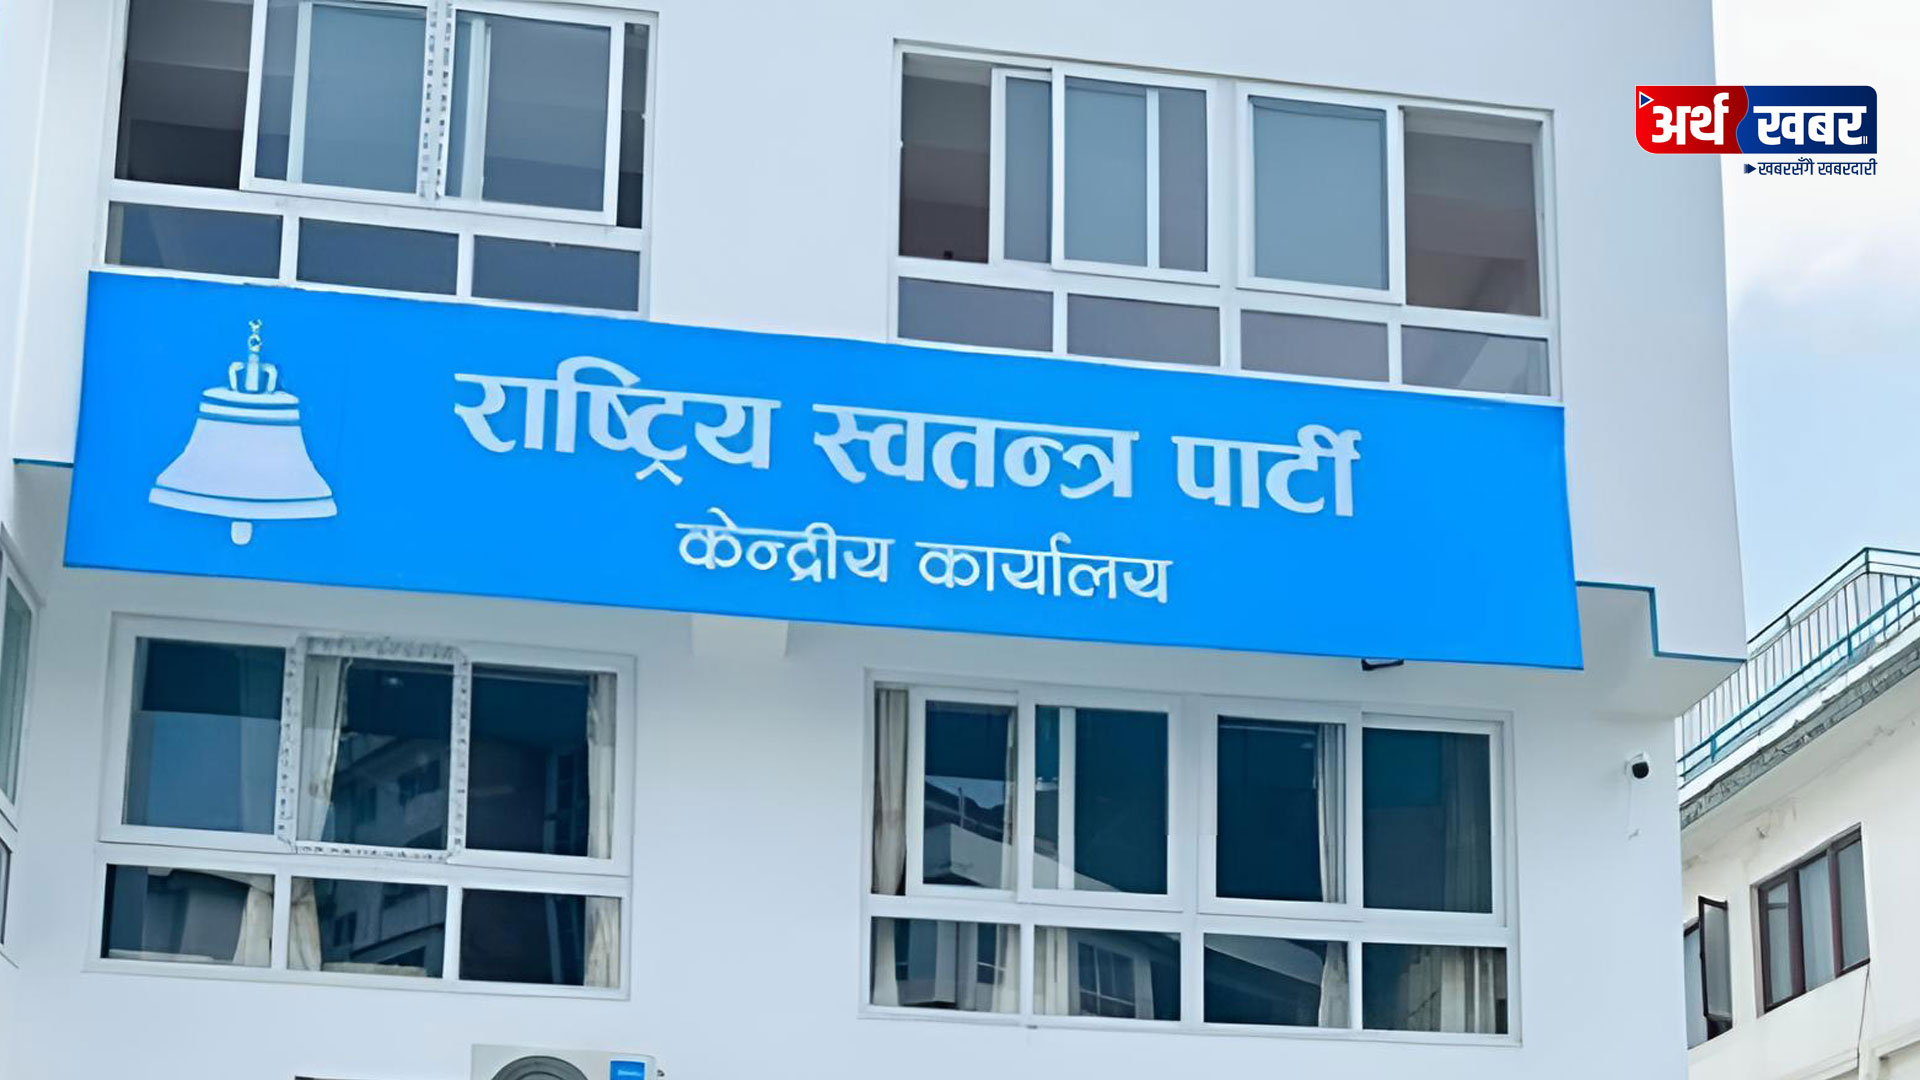 अर्थ खबर
खबरसँगै खबरदारी
राष्ट्रिय स्वतन्त्र पार्टी
केन्द्रीय कार्यालय